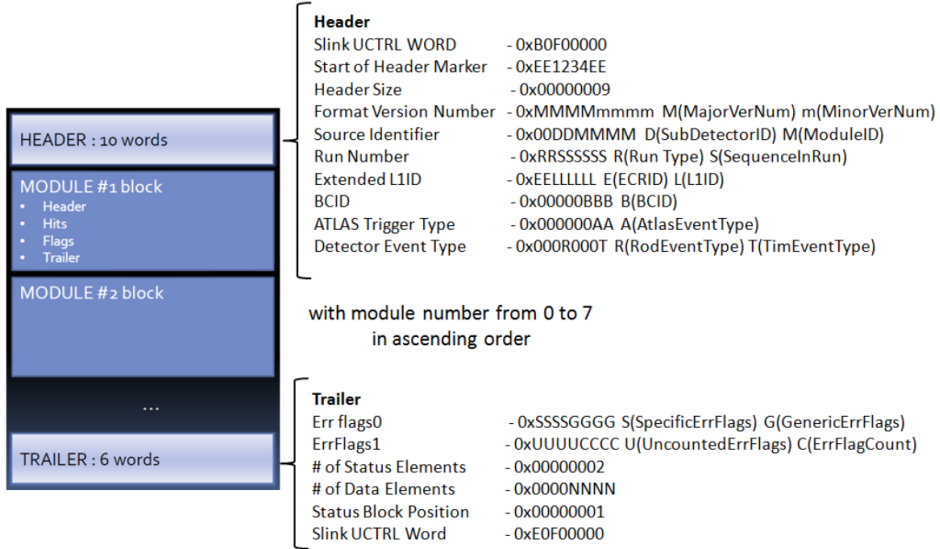 HEADER : 10 words
MODULE #1 block
• Header
• Hits
• Flags
• Trailer
MODULE #2 block
...
TRAILER : 6 words
Header
Slink UCTRL WORD - 0xB0F00000
Start of Header Marker - 0xEE1234EE
Header Size - 0x00000009
Format Version Number - 0xMMMMmmmm M(MajorVerNum) m(MinorVerNum)
Source Identifier - 0x00DDMMMM D(SubDetectorID) M(ModuleID)
Run Number - 0xRRSSSSSS R(Run Type) S(SequenceInRun)
Extended L1ID - 0xEELLLLLL E(ECRID) L(L1ID)
BCID - 0x00000BBB B(BCID)
ATLAS Trigger Type - 0x000000AA A(AtlasEventType)
Detector Event Type - 0x000R000T R(RodEventType) T(TimEventType)
with module number from 0 to 7
in ascending order
Trailer
Err flags0 - 0xSSSSGGGG S(SpecificErrFlags) G(GenericErrFlags)
ErrFlags1 - 0xUUUUCCCC U(UncountedErrFlags) C(ErrFlagCount)
# of Status Elements - 0x00000002
# of Data Elements - 0x0000NNNN
Status Block Position - 0x00000001
Slink UCTRL Word - 0xE0F00000